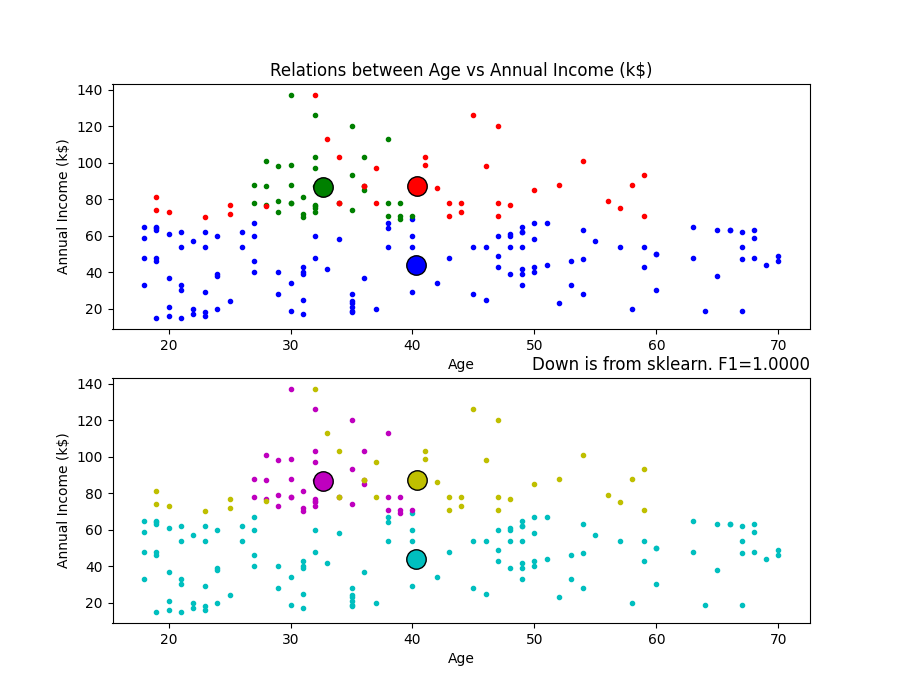 Relations between Age vs Annual Income (k$)
Annual Income (k$)
140
120
100
80
60
40
20
20 30 40 50 60 70
Age
Down is from sklearn. F1=1.0000
Annual Income (k$)
140
120
100
80
60
40
20
20 30 40 50 60 70
Age